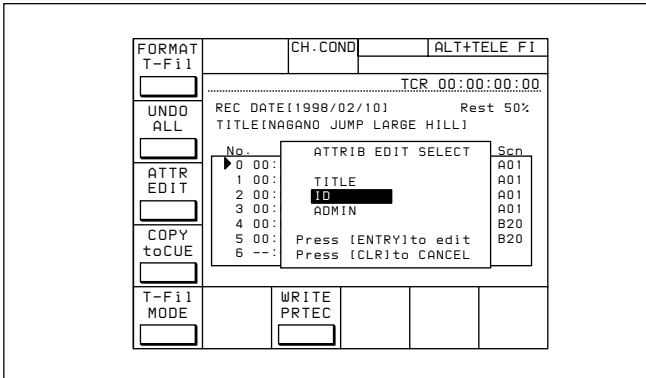 FORMAT
T-Fil
CH.COND
ALT+TELE FI
TCR 00:00:00:00
UNDO
ALL
REC DATE[1998/02/10] Rest 50%
TITLE[NAGANO JUMP LARGE HILL]
No. Scn
ATTRIB EDIT SELECT
0 00: A01
ATTR
EDIT
1 00: TITLE A01
2 00: ID A01
3 00: ADMIN A01
4 00: B20
COPY
toCUE
5 00: Press [ENTRY]to edit B20
6 --: Press [CLR]to CANCEL
T-Fil
MODE
WRITE
PRTEC